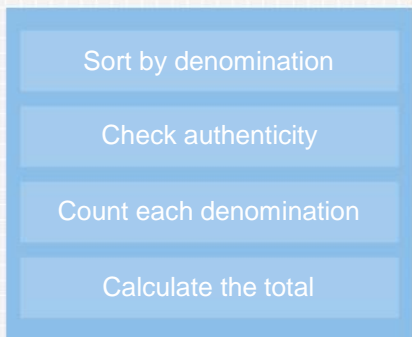 Sort by denomination
Check authenticity
Count each denomination
Calculate the total